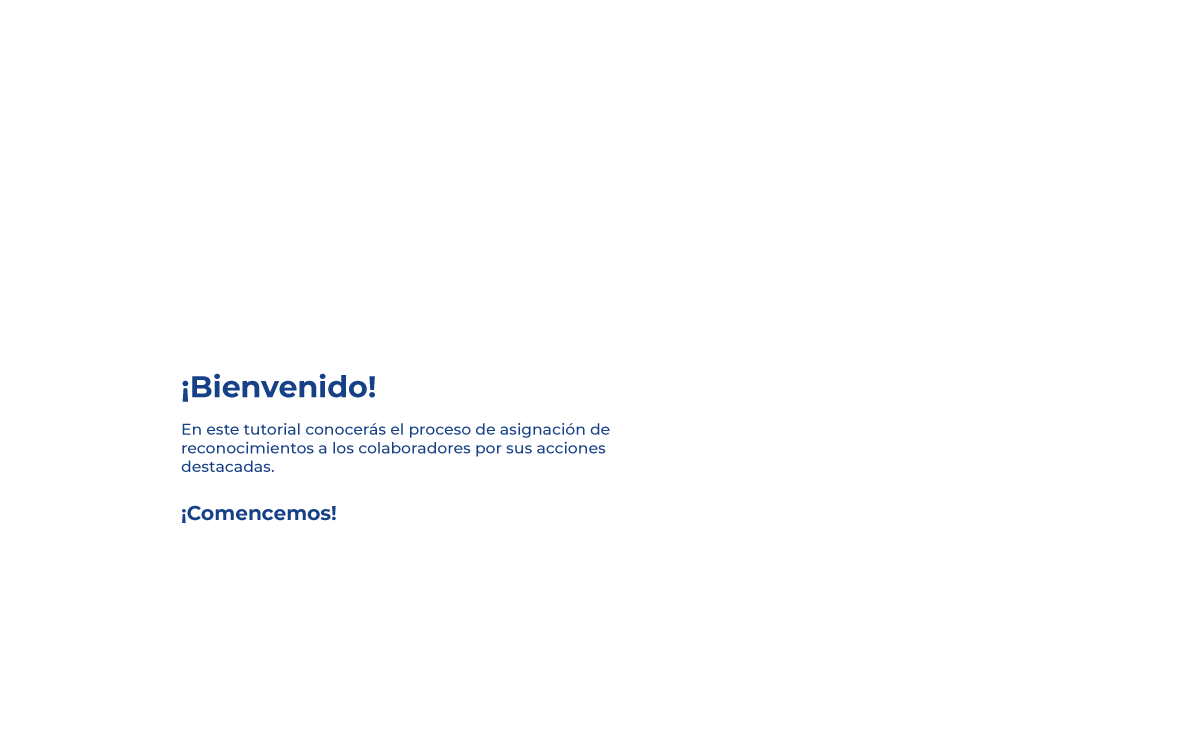 ¡Bienvenido!
En este tutorial conocerás el proceso de asignación de
reconocimientos a los colaboradores por sus acciones
destacadas.
¡Comencemos!